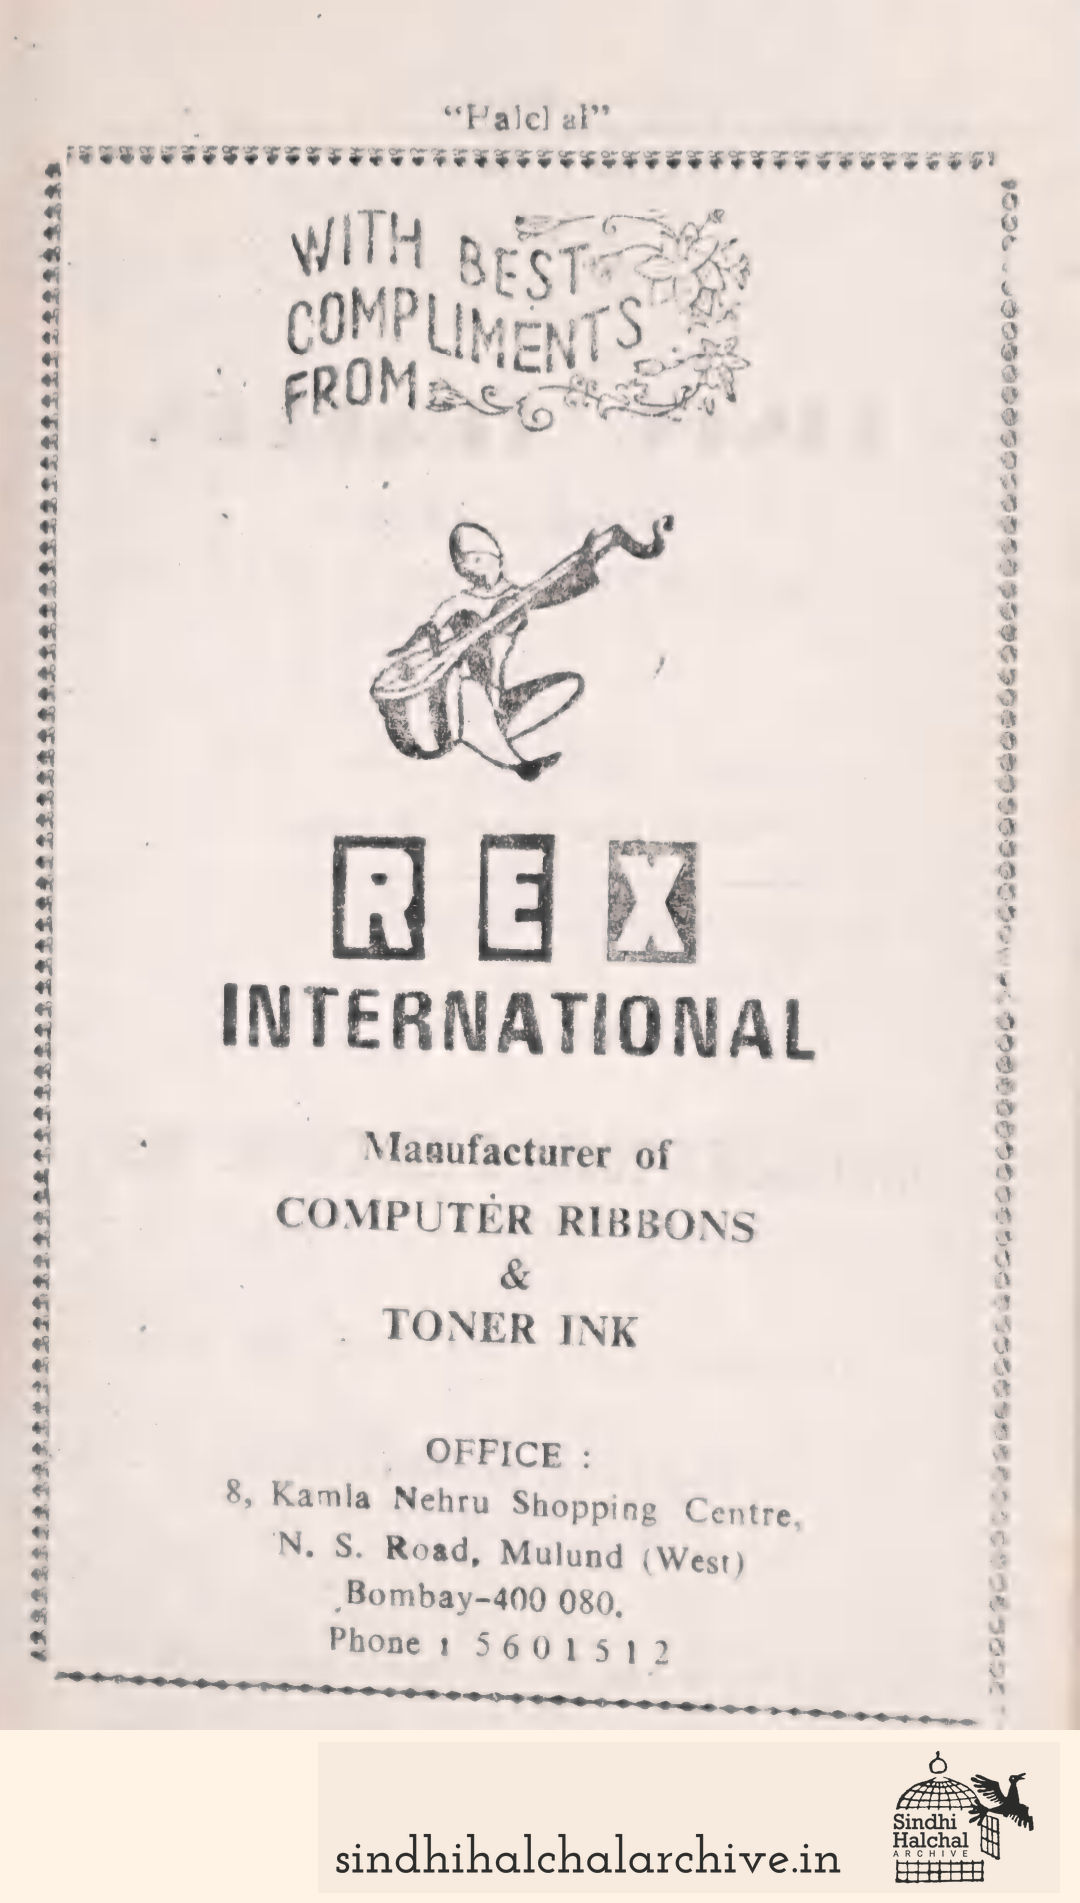 "Halchal"
WITH BEST
COMPLIMENTS
FROM
REX
INTERNATIONAL
Manufacturer of
COMPUTER RIBBONS
&
TONER INK
OFFICE :
8, Kamla Nehru Shopping Centre,
N. S. Road, Mulund (West)
Bombay-400 080.
Phone : 5601512
sindhihalchalarchive.in
Sindhi
Halchal
ARCHIVE